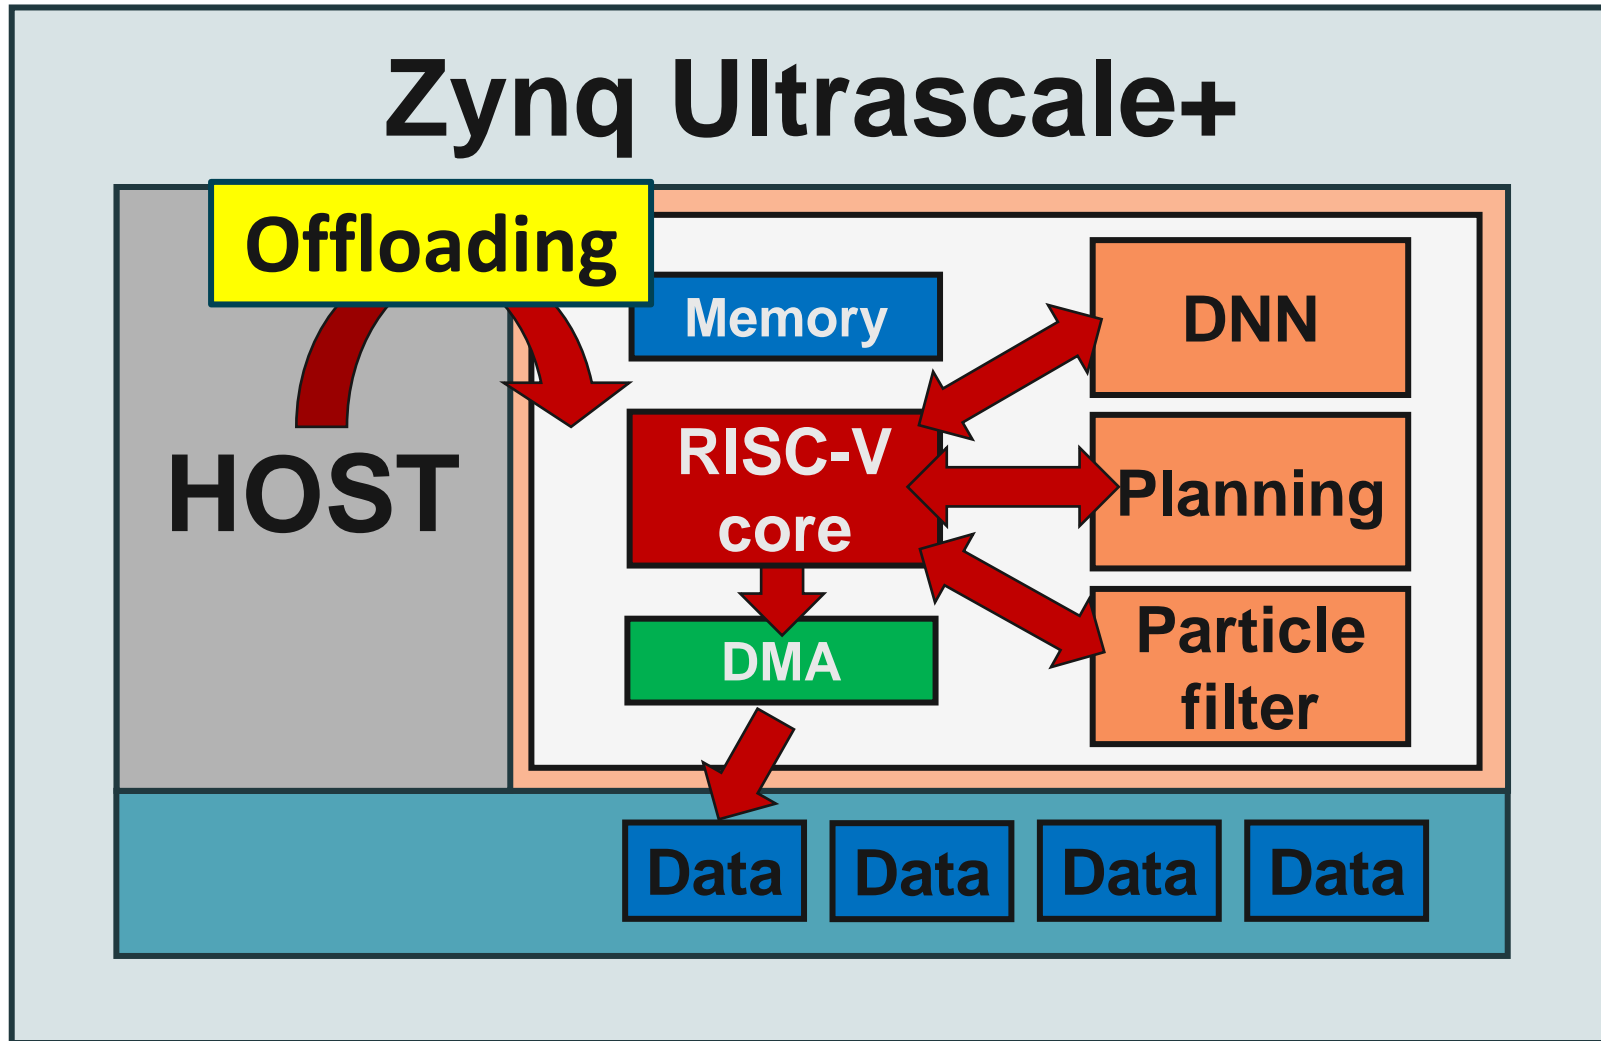 Zynq Ultrascale+
Offloading
Memory
DNN
HOST
RISC-V
core
Planning
DMA
Particle
filter
Data
Data
Data
Data